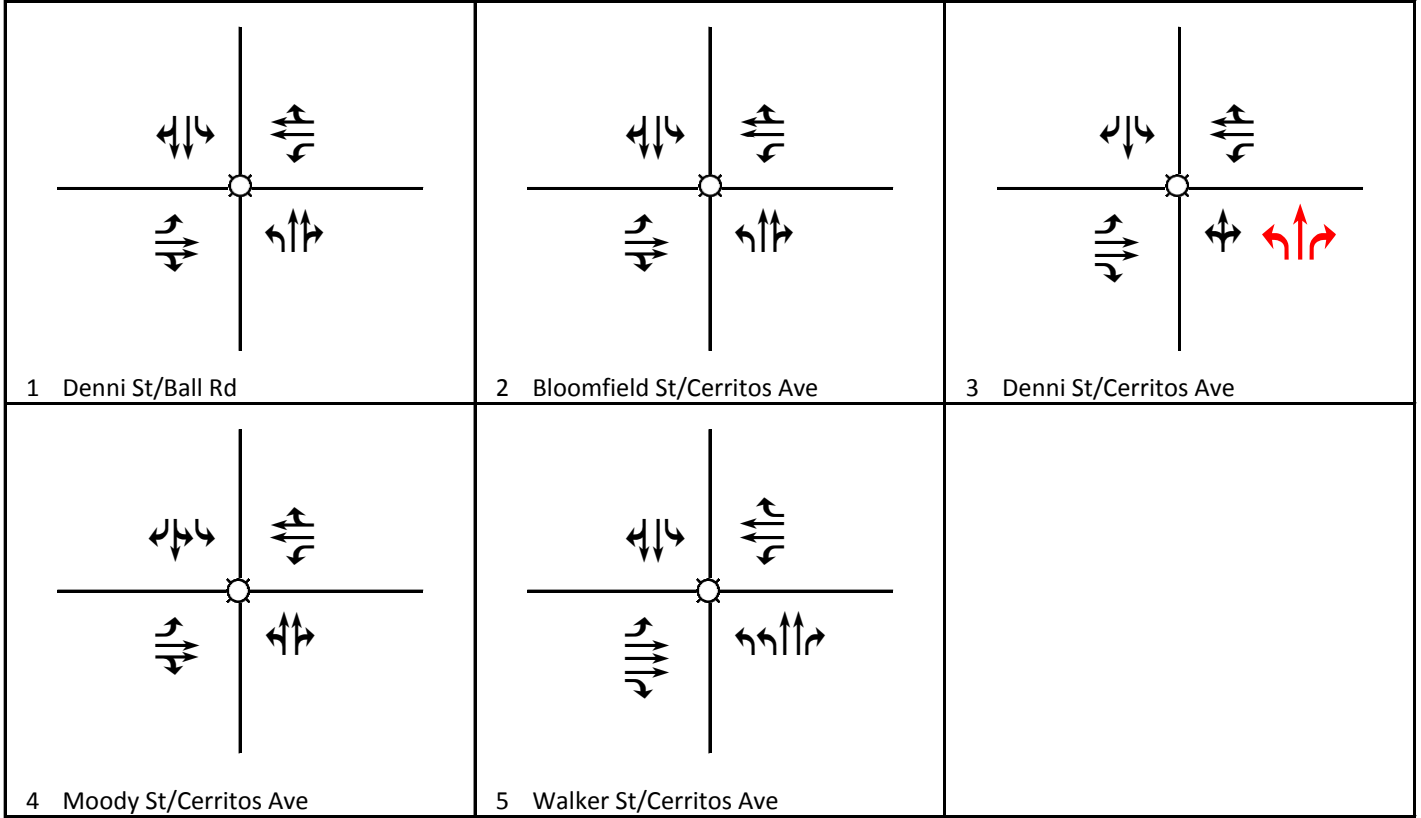 1 Denni St/Ball Rd
2 Bloomfield St/Cerritos Ave
3 Denni St/Cerritos Ave
4 Moody St/Cerritos Ave
5 Walker St/Cerritos Ave